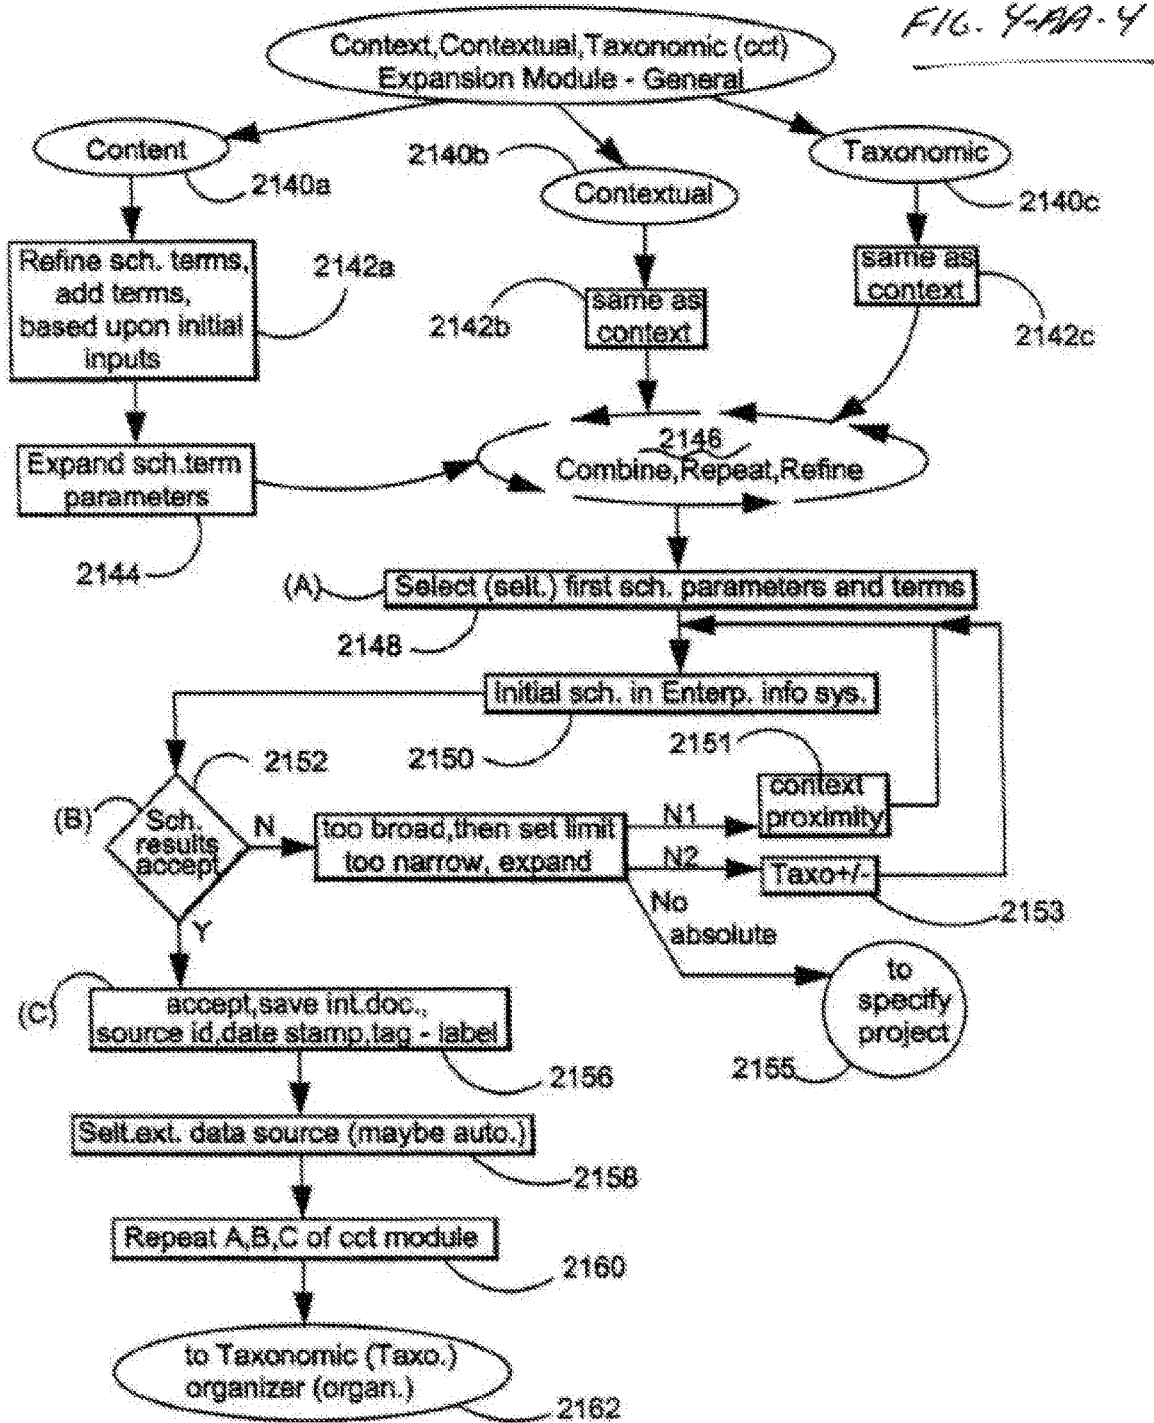 FIG. 4-AA-4
Context,Contextual,Taxonomic (cct)
Expansion Module - General
Content
2140a
2140b
Contextual
Taxonomic
2140c
Refine sch. terms,
add terms,
based upon initial
inputs
2142a
same as
context
2142b
same as
context
2142c
Expand sch.term
parameters
2144
2146
Combine,Repeat,Refine
(A)
Select (selt.) first sch. parameters and terms
2148
Initial sch. in Enterp. info sys.
2150
2151
2152
(B)
Sch.
results
accept
N
too broad,then set limit
too narrow, expand
N1
context
proximity
N2
Taxo+/-
2153
No
absolute
Y
to
specify
project
2155
(C)
accept,save int.doc.,
source id,date stamp,tag - label
2156
Selt.ext. data source (maybe auto.)
2158
Repeat A,B,C of cct module
2160
to Taxonomic (Taxo.)
organizer (organ.)
2162